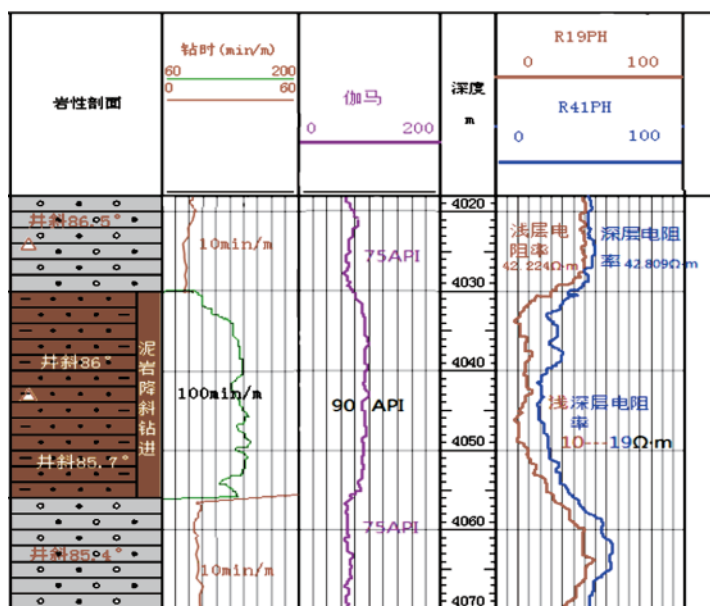 岩性剖面
钻时(min/m)
60 200
0 60
伽马
0 200
深度
m
R19PH
0 100
R41PH
0 100
井斜86.5°
井斜86°
井斜85.7°
井斜85.4°
泥岩降斜钻进
10min/m
100min/m
10min/m
75API
90 API
75API
4020
4030
4040
4050
4060
4070
浅层电
阻率
42.224Ω·m
深层电阻
率 42.809Ω·m
浅深层电阻
率
10---19Ω·m